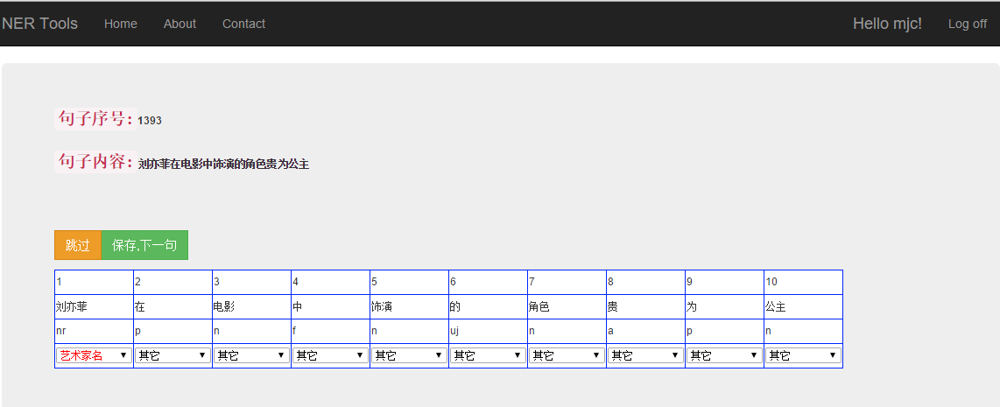 NER Tools Home About Contact Hello mjc! Log off
句子序号: 1393
句子内容: 刘亦菲在电影中饰演的角色贵为公主
跳过 保存,下一句
1 2 3 4 5 6 7 8 9 10
刘亦菲 在 电影 中 饰演 的 角色 贵 为 公主
nr p n f n uj n a p n
艺术家名 其它 其它 其它 其它 其它 其它 其它 其它 其它